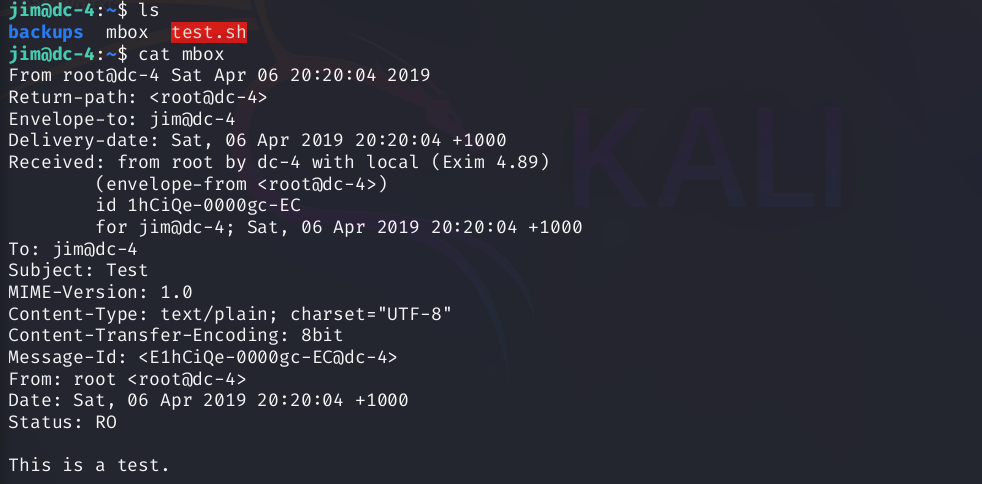 jim@dc-4:~$ ls
backups  mbox  test.sh
jim@dc-4:~$ cat mbox
From root@dc-4 Sat Apr 06 20:20:04 2019
Return-path: <root@dc-4>
Envelope-to: jim@dc-4
Delivery-date: Sat, 06 Apr 2019 20:20:04 +1000
Received: from root by dc-4 with local (Exim 4.89)
        (envelope-from <root@dc-4>)
        id 1hCiQe-0000gc-EC
        for jim@dc-4; Sat, 06 Apr 2019 20:20:04 +1000
To: jim@dc-4
Subject: Test
MIME-Version: 1.0
Content-Type: text/plain; charset="UTF-8"
Content-Transfer-Encoding: 8bit
Message-Id: <E1hCiQe-0000gc-EC@dc-4>
From: root <root@dc-4>
Date: Sat, 06 Apr 2019 20:20:04 +1000
Status: RO

This is a test.
KALI